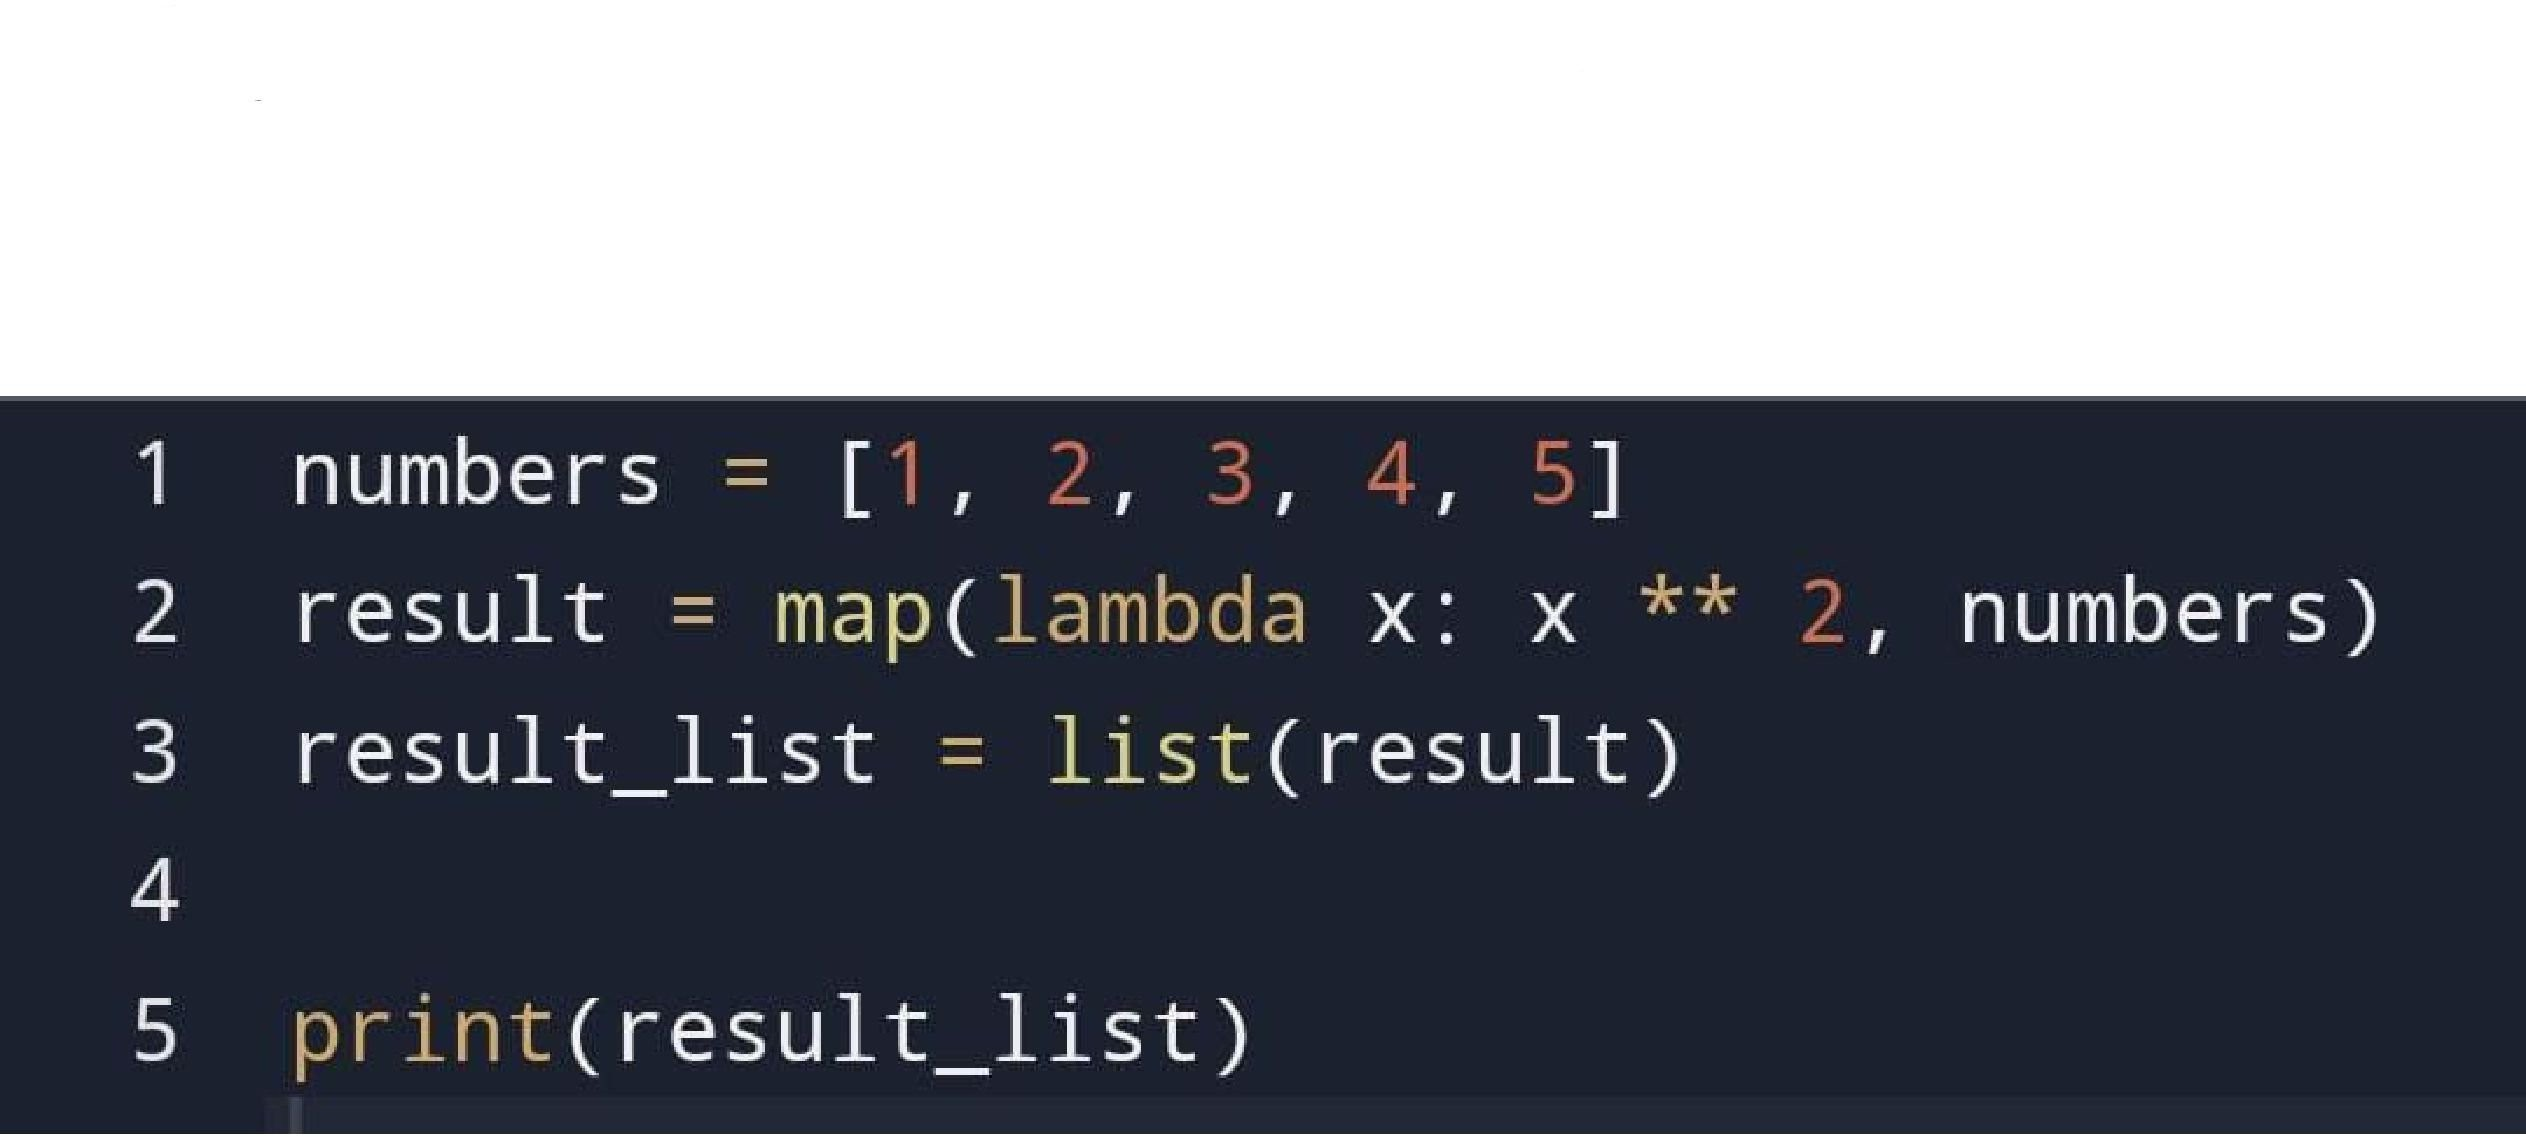 1 numbers = [1, 2, 3, 4, 5]
2 result = map(lambda x: x ** 2, numbers)
3 result_list = list(result)
4
5 print(result_list)